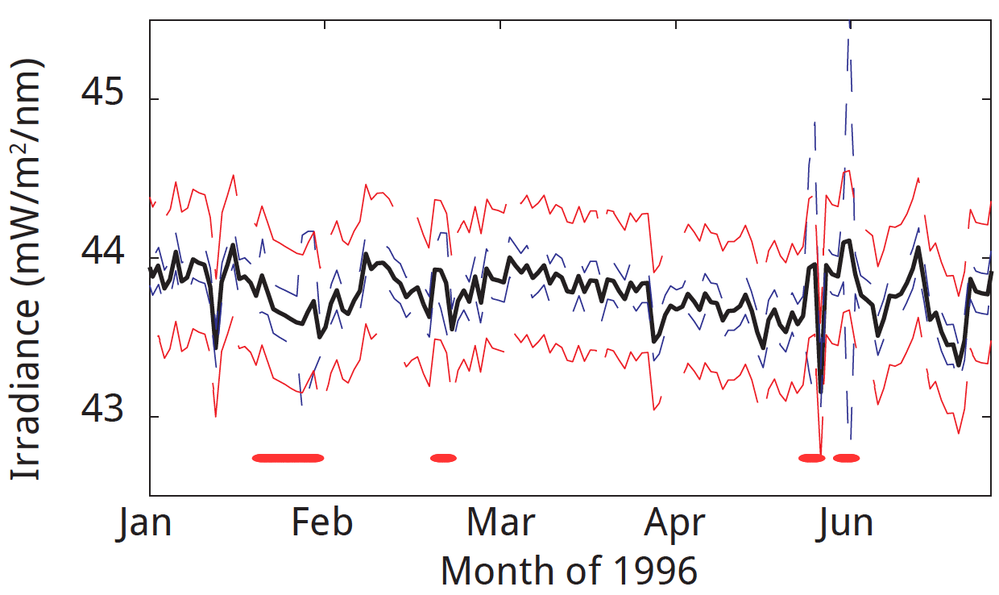 Irradiance (mW/m²/nm)
45
44
43
Jan Feb Mar Apr Jun
Month of 1996